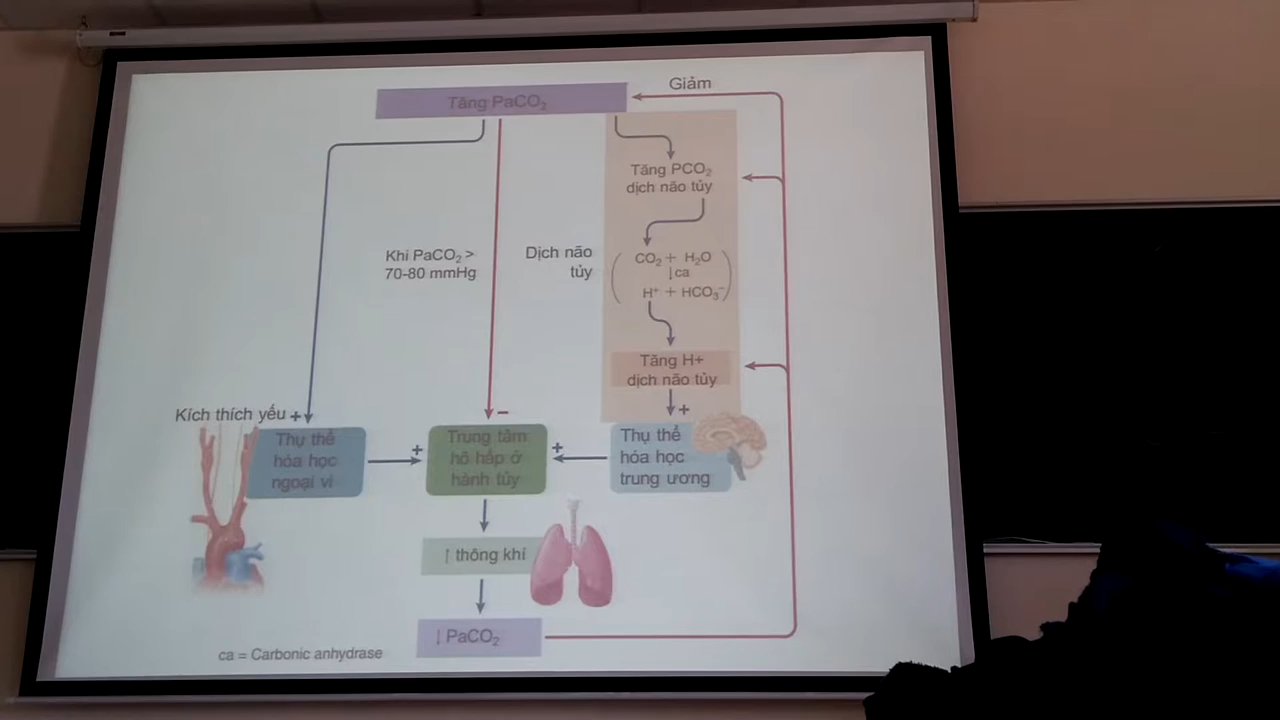 Giảm
Tăng PaCO₂
Tăng PCO₂
dịch não tủy
Khi PaCO₂ >
70-80 mmHg
Dịch não
tủy
CO₂ + H₂O
↓ca
H⁺ + HCO₃⁻
Tăng H+
dịch não tủy
Kích thích yếu +
−
+
Thụ thể
hóa học
ngoại vi
+
Trung tâm
hô hấp ở
hành tủy
+
Thụ thể
hóa học
trung ương
↑ thông khí
↓ PaCO₂
ca = Carbonic anhydrase